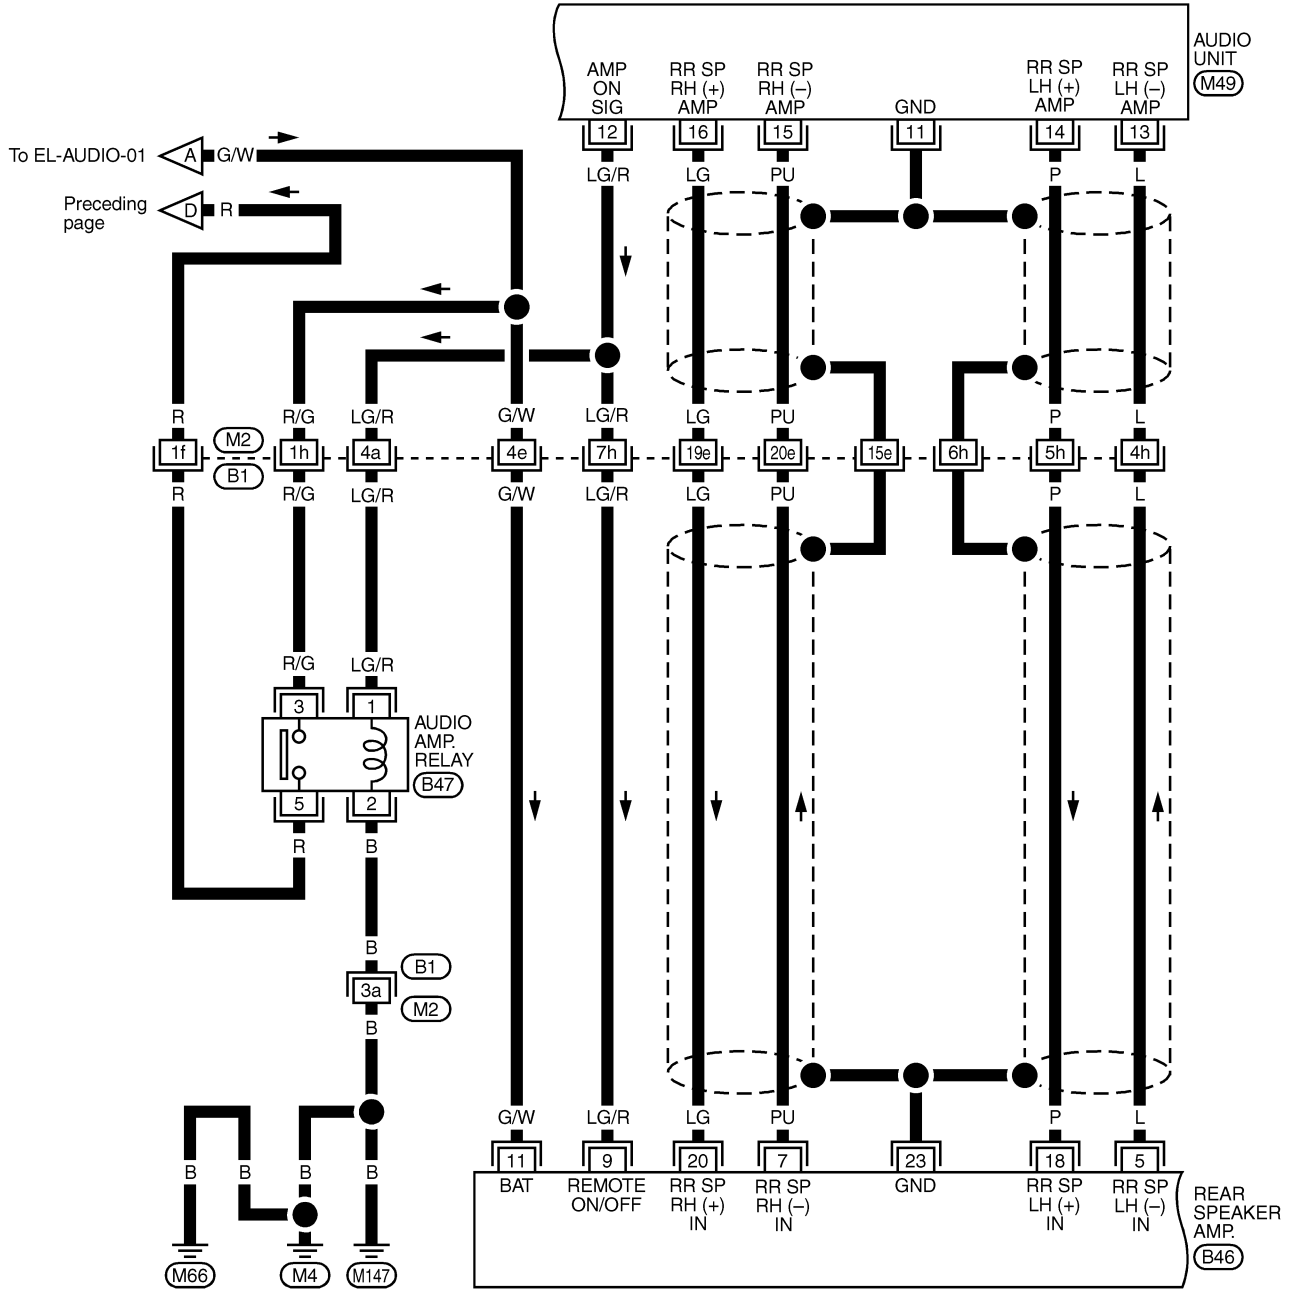 AUDIO
UNIT
M49
AMP
ON
SIG
RR SP
RH (+)
AMP
RR SP
RH (–)
AMP
GND
RR SP
LH (+)
AMP
RR SP
LH (–)
AMP
12 16 15 11 14 13
LG/R LG PU P L
To EL-AUDIO-01 A G/W
Preceding
page
D R
R R/G LG/R G/W LG/R LG PU P L
1f M2 1h 4a 4e 7h 19e 20e 15e 6h 5h 4h
B1
R R/G LG/R G/W LG/R LG PU P L
R/G LG/R
3 1
AUDIO
AMP.
RELAY
B47
5 2
R B
B
B1
3a
M2
B
G/W LG/R LG PU P L
B B B B
11 9 20 7 23 18 5
BAT
REMOTE
ON/OFF
RR SP
RH (+)
IN
RR SP
RH (–)
IN
GND
RR SP
LH (+)
IN
RR SP
LH (–)
IN
REAR
SPEAKER
AMP.
B46
M66 M4 M147